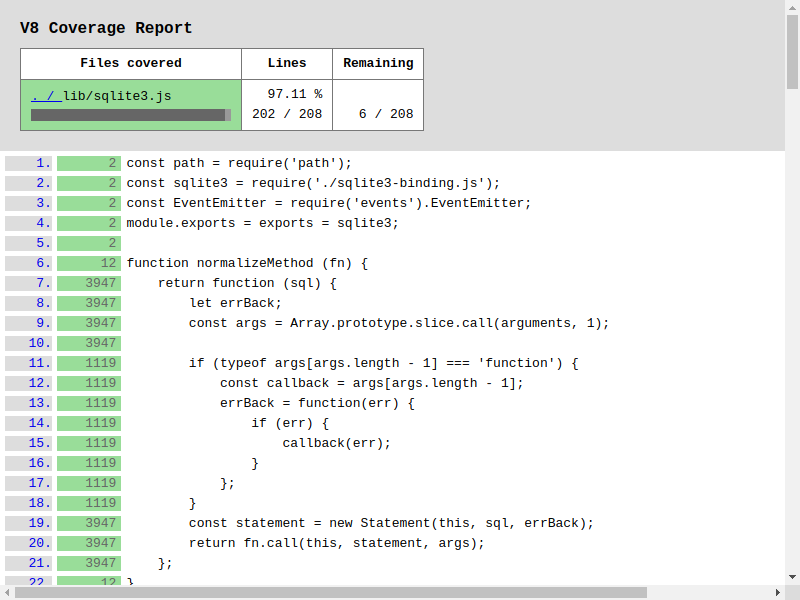 V8 Coverage Report
Files covered Lines Remaining
. / lib/sqlite3.js 97.11 %
202 / 208 6 / 208
1. 2 const path = require('path');
2. 2 const sqlite3 = require('./sqlite3-binding.js');
3. 2 const EventEmitter = require('events').EventEmitter;
4. 2 module.exports = exports = sqlite3;
5. 2
6. 12 function normalizeMethod (fn) {
7. 3947     return function (sql) {
8. 3947         let errBack;
9. 3947         const args = Array.prototype.slice.call(arguments, 1);
10. 3947
11. 1119         if (typeof args[args.length - 1] === 'function') {
12. 1119             const callback = args[args.length - 1];
13. 1119             errBack = function(err) {
14. 1119                 if (err) {
15. 1119                     callback(err);
16. 1119                 }
17. 1119             };
18. 1119         }
19. 3947         const statement = new Statement(this, sql, errBack);
20. 3947         return fn.call(this, statement, args);
21. 3947     };
22. 12 }